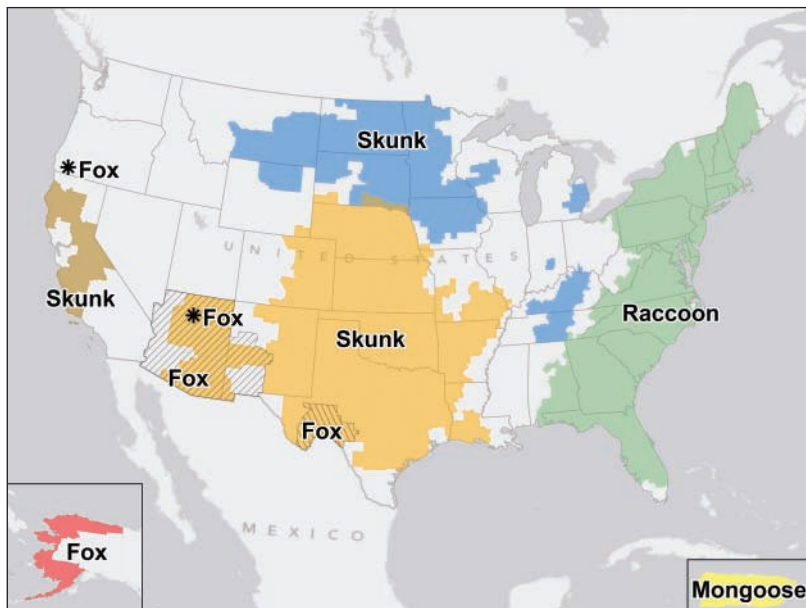 Skunk
✱Fox
UNITED STATES
Skunk
Raccoon
✱Fox
Skunk
Fox
Fox
MEXICO
Fox
Mongoose